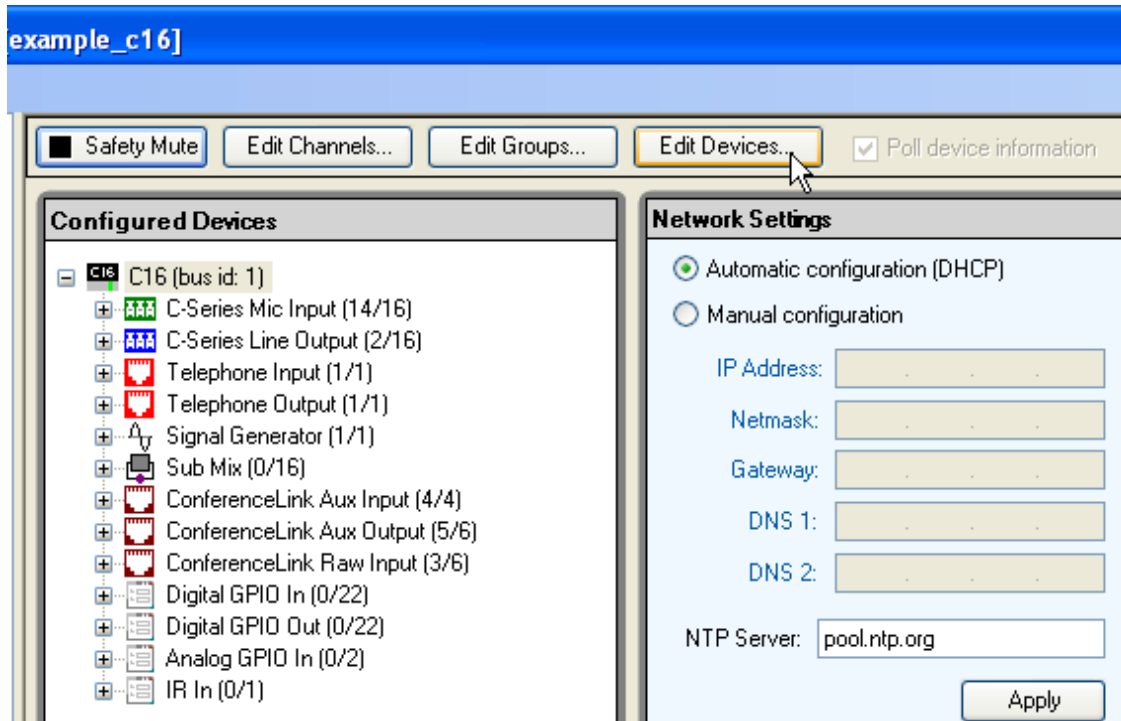 [example_c16]
Safety Mute Edit Channels... Edit Groups... Edit Devices... Poll device information
Configured Devices
C16 C16 (bus id: 1)
C-Series Mic Input (14/16)
C-Series Line Output (2/16)
Telephone Input (1/1)
Telephone Output (1/1)
Signal Generator (1/1)
Sub Mix (0/16)
ConferenceLink Aux Input (4/4)
ConferenceLink Aux Output (5/6)
ConferenceLink Raw Input (3/6)
Digital GPIO In (0/22)
Digital GPIO Out (0/22)
Analog GPIO In (0/2)
IR In (0/1)
Network Settings
Automatic configuration (DHCP)
Manual configuration
IP Address:
Netmask:
Gateway:
DNS 1:
DNS 2:
NTP Server: pool.ntp.org
Apply